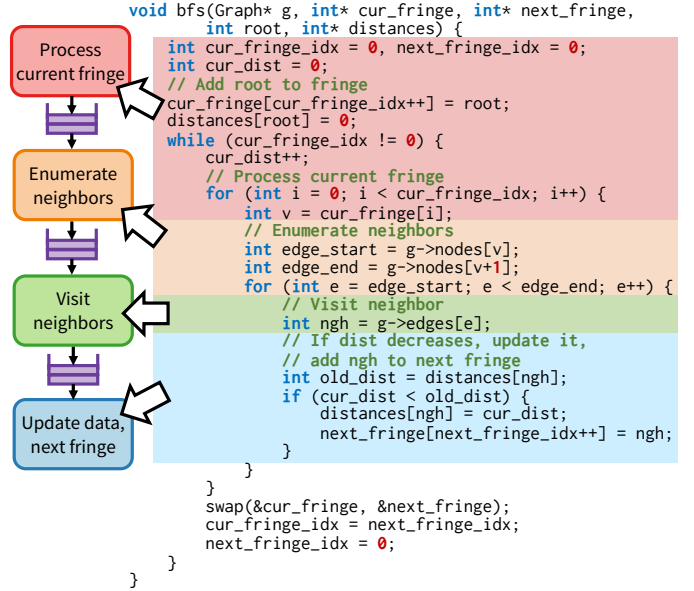 void bfs(Graph* g, int* cur_fringe, int* next_fringe,
int root, int* distances) {
int cur_fringe_idx = 0, next_fringe_idx = 0;
int cur_dist = 0;
// Add root to fringe
cur_fringe[cur_fringe_idx++] = root;
distances[root] = 0;
while (cur_fringe_idx != 0) {
cur_dist++;
// Process current fringe
for (int i = 0; i < cur_fringe_idx; i++) {
int v = cur_fringe[i];
// Enumerate neighbors
int edge_start = g->nodes[v];
int edge_end = g->nodes[v+1];
for (int e = edge_start; e < edge_end; e++) {
// Visit neighbor
int ngh = g->edges[e];
// If dist decreases, update it,
// add ngh to next fringe
int old_dist = distances[ngh];
if (cur_dist < old_dist) {
distances[ngh] = cur_dist;
next_fringe[next_fringe_idx++] = ngh;
}
}
}
swap(&cur_fringe, &next_fringe);
cur_fringe_idx = next_fringe_idx;
next_fringe_idx = 0;
}
}
Process
current fringe
Enumerate
neighbors
Visit
neighbors
Update data,
next fringe